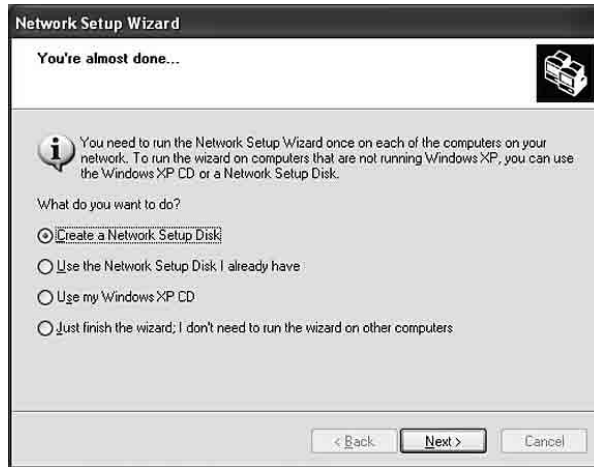 Network Setup Wizard
You're almost done...
You need to run the Network Setup Wizard once on each of the computers on your
network. To run the wizard on computers that are not running Windows XP, you can use
the Windows XP CD or a Network Setup Disk.
What do you want to do?
Create a Network Setup Disk
Use the Network Setup Disk I already have
Use my Windows XP CD
Just finish the wizard; I don't need to run the wizard on other computers
< Back
Next >
Cancel